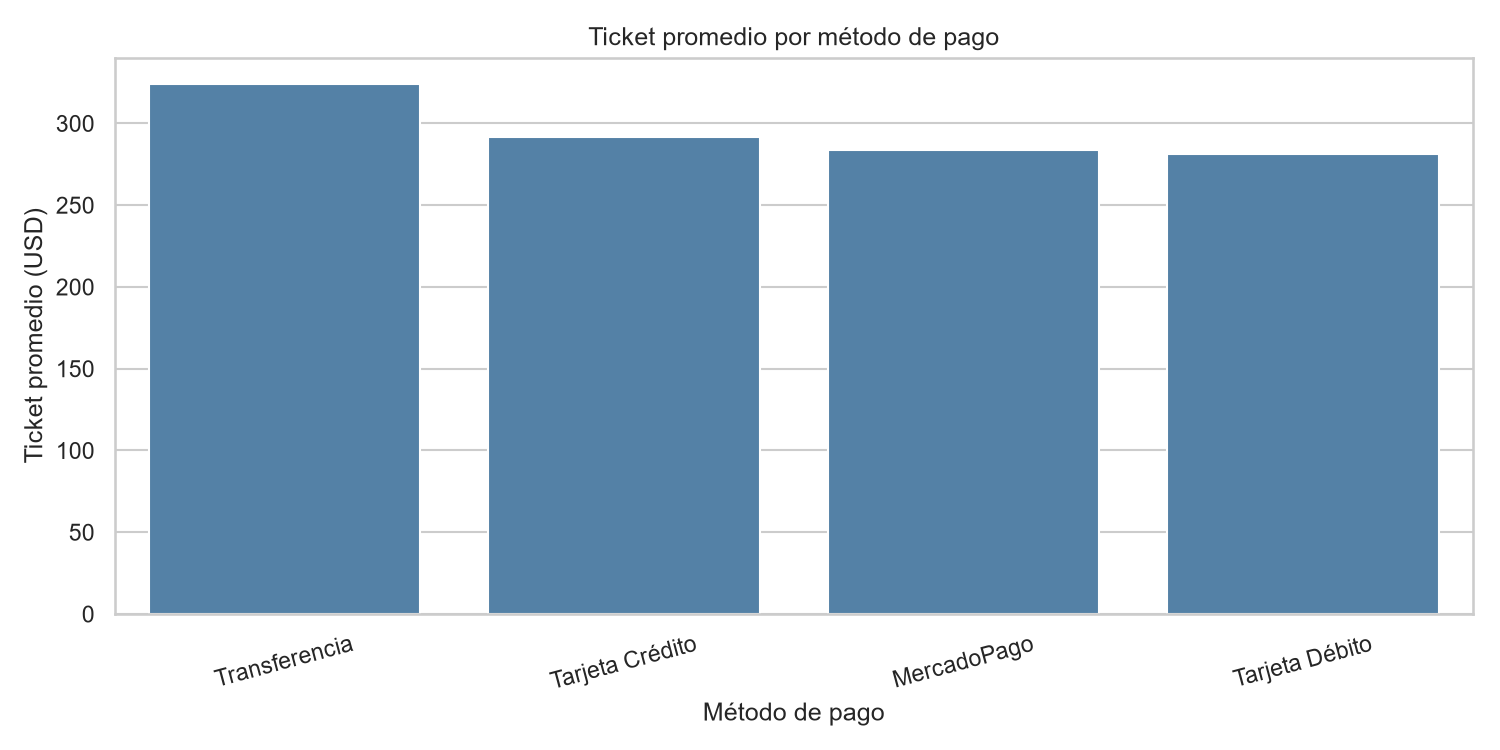 Ticket promedio por método de pago
Ticket promedio (USD)
300
250
200
150
100
50
0
Transferencia
Tarjeta Crédito
MercadoPago
Tarjeta Débito
Método de pago